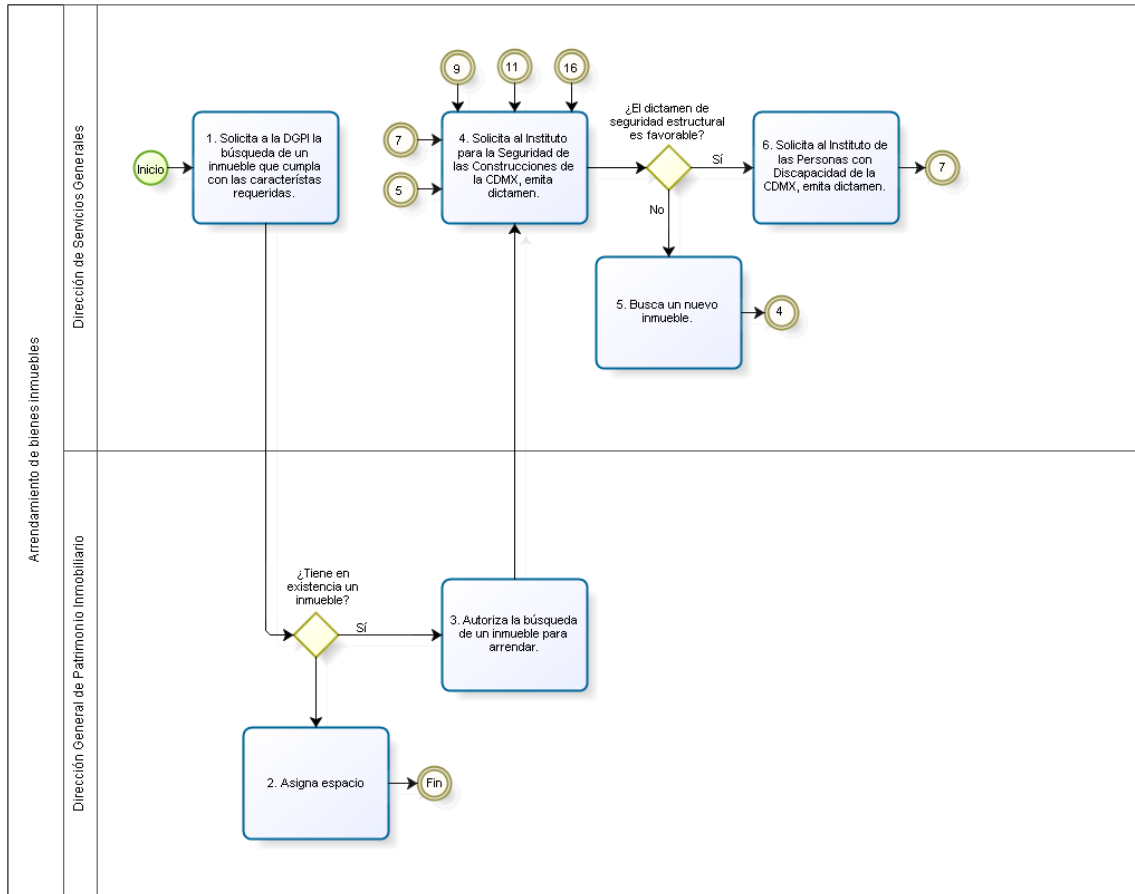 Arrendamiento de bienes inmuebles
Dirección de Servicios Generales
Inicio
1. Solicita a la DGPI la
búsqueda de un
inmueble que cumpla
con las característas
requeridas.
9
11
16
7
5
4. Solicita al Instituto
para la Seguridad de
las Construcciones de
la CDMX, emita
dictamen.
¿El dictamen de
seguridad estructural
es favorable?
Sí
No
6. Solicita al Instituto de
las Personas con
Discapacidad de la
CDMX, emita dictamen.
7
5. Busca un nuevo
inmueble.
4
Dirección General de Patrimonio Inmobiliario
¿Tiene en
existencia un
inmueble?
Sí
3. Autoriza la búsqueda
de un inmueble para
arrendar.
2. Asigna espacio
Fin